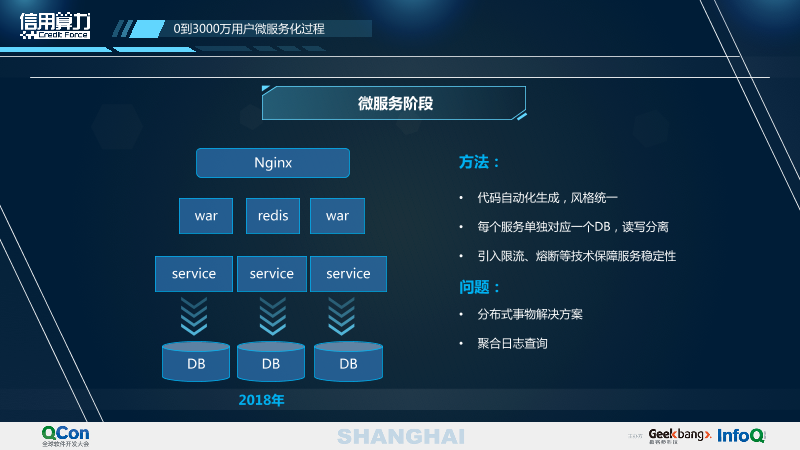 信用算力
Credit Force
0到3000万用户微服务化过程
微服务阶段
Nginx
war
redis
war
service
service
service
DB
DB
DB
2018年
方法：
• 代码自动化生成，风格统一
• 每个服务单独对应一个DB，读写分离
• 引入限流、熔断等技术保障服务稳定性
问题：
• 分布式事物解决方案
• 聚合日志查询
QCon
全球软件开发大会
SHANGHAI
Geekbang
极客邦科技
InfoQ